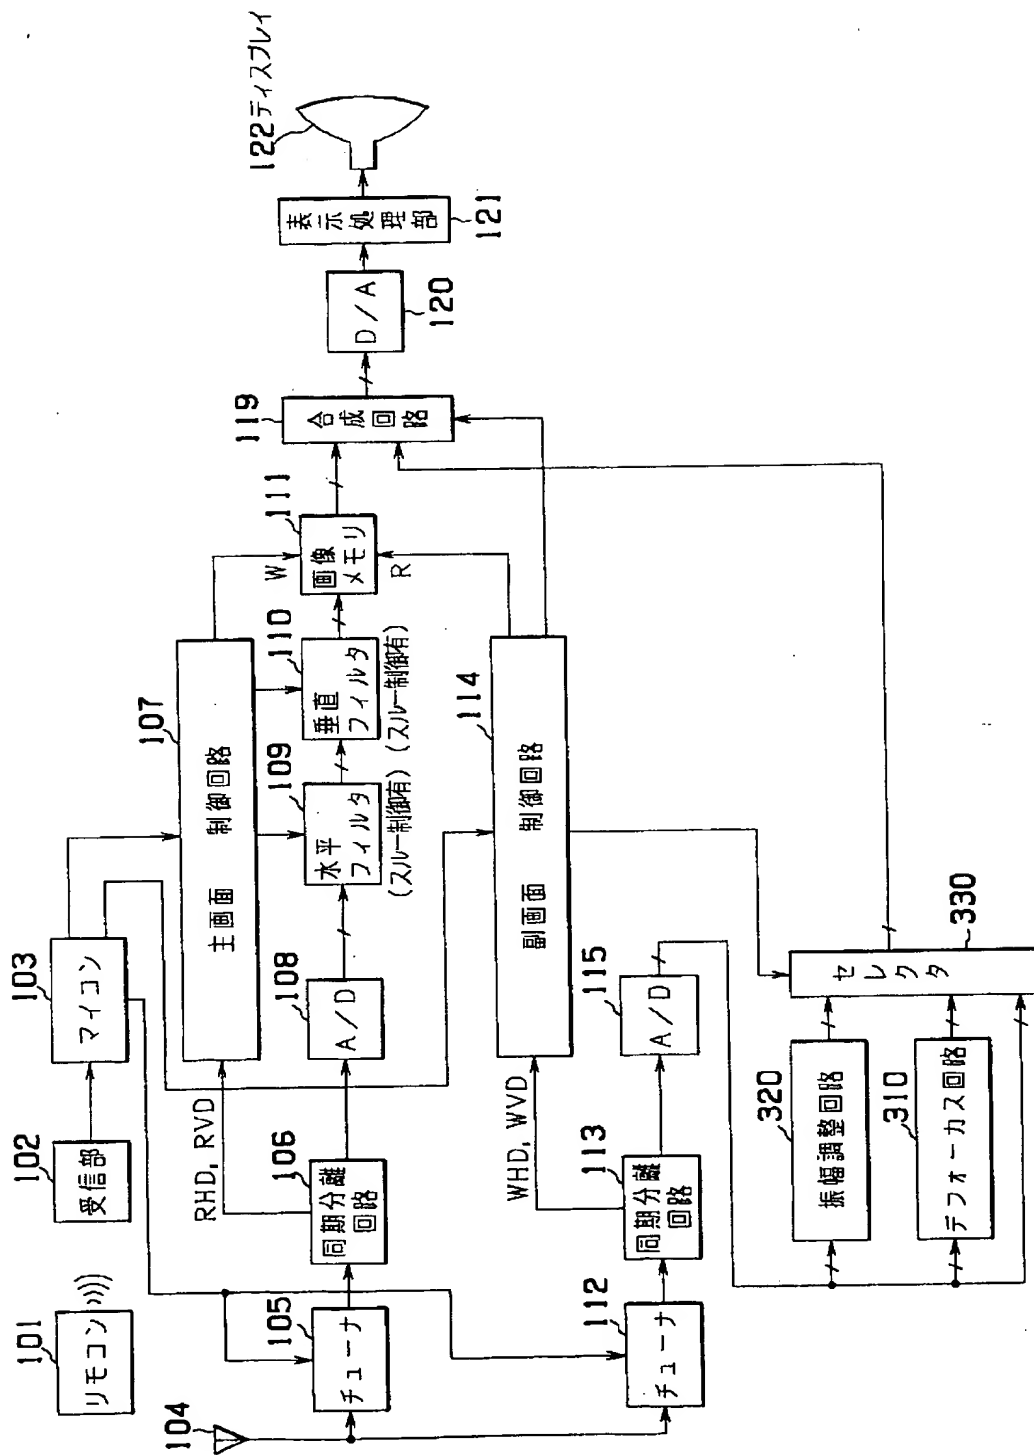 101
リモコン
102
受信部
103
マイコン
104
105
チューナ
106
同期分離
回路
RHD, RVD
107
主画面 制御回路
108
A/D
109
水平
フィルタ
(スルー制御有)
110
垂直
フィルタ
(スルー制御有)
W
111
画像
メモリ
R
112
チューナ
113
同期分離
回路
WHD, WVD
114
副画面 制御回路
115
A/D
320
振幅調整回路
310
デフォーカス回路
セレクタ
330
119
合成回路
D/A
120
表示処理部
121
122 ディスプレイ